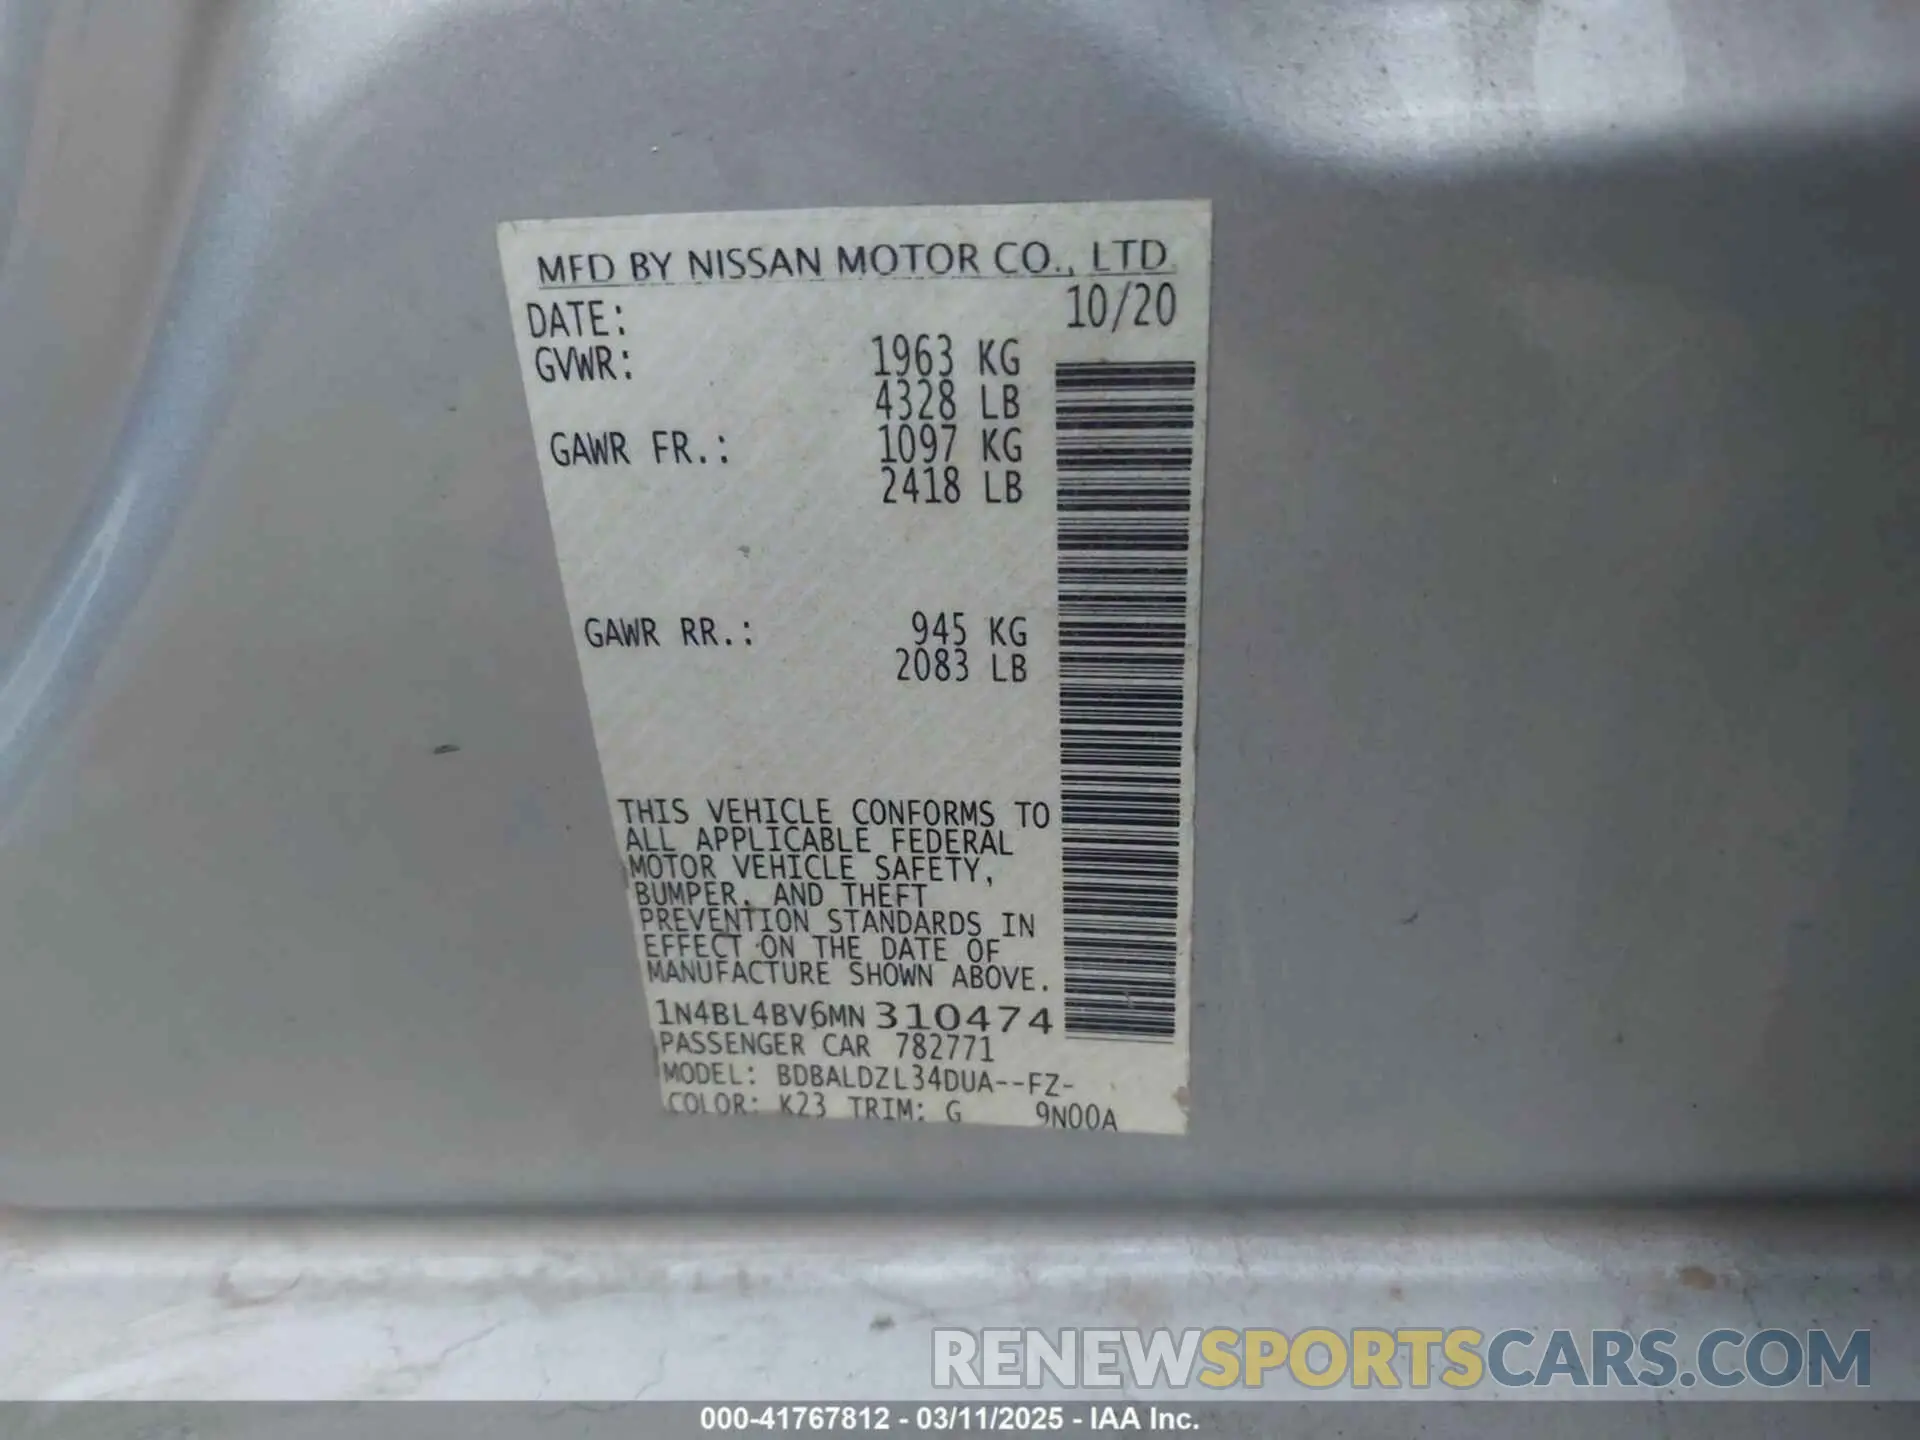 MFD BY NISSAN MOTOR CO., LTD.
DATE: 10/20
GVWR: 1963 KG
4328 LB
GAWR FR.: 1097 KG
2418 LB
GAWR RR.: 945 KG
2083 LB
THIS VEHICLE CONFORMS TO
ALL APPLICABLE FEDERAL
MOTOR VEHICLE SAFETY,
BUMPER, AND THEFT
PREVENTION STANDARDS IN
EFFECT ON THE DATE OF
MANUFACTURE SHOWN ABOVE.
1N4BL4BV6MN310474
PASSENGER CAR 782771
MODEL: BDBALDZL34DUA--FZ-
COLOR: K23 TRIM: G 9N00A
RENEWSPORTSCARS.COM
000-41767812 - 03/11/2025 - IAA Inc.